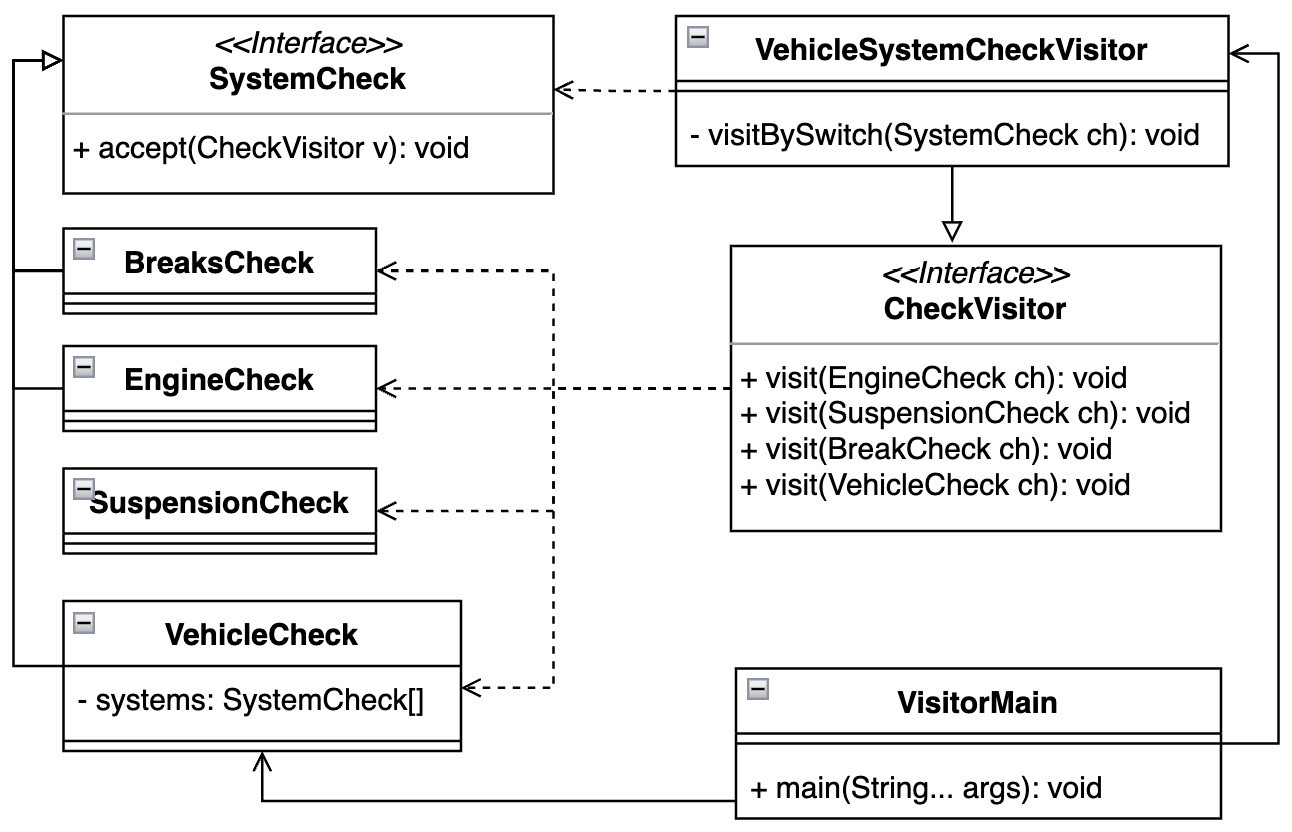 <<Interface>>
SystemCheck
+ accept(CheckVisitor v): void
VehicleSystemCheckVisitor
- visitBySwitch(SystemCheck ch): void
BreaksCheck
EngineCheck
SuspensionCheck
VehicleCheck
- systems: SystemCheck[]
<<Interface>>
CheckVisitor
+ visit(EngineCheck ch): void
+ visit(SuspensionCheck ch): void
+ visit(BreakCheck ch): void
+ visit(VehicleCheck ch): void
VisitorMain
+ main(String... args): void